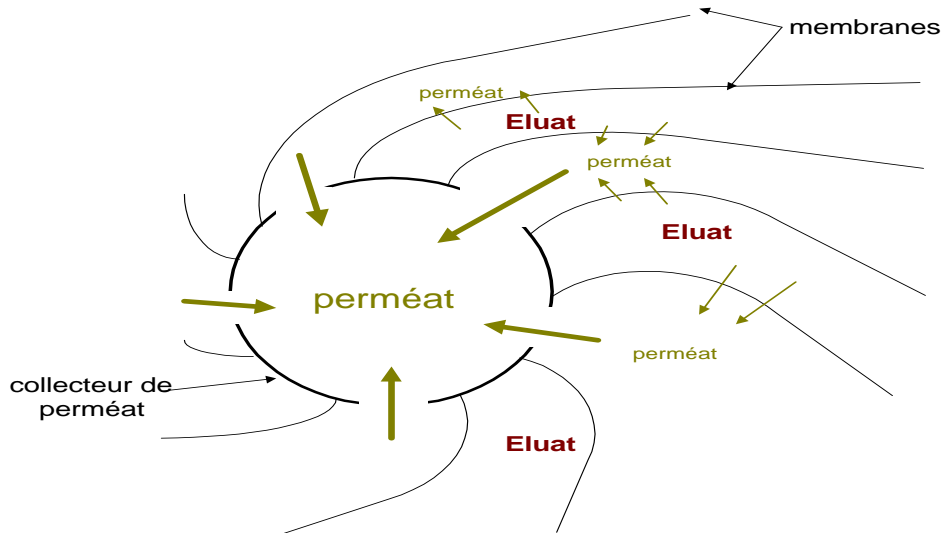 membranes
perméat
Eluat
perméat
Eluat
perméat
perméat
collecteur de
perméat
Eluat